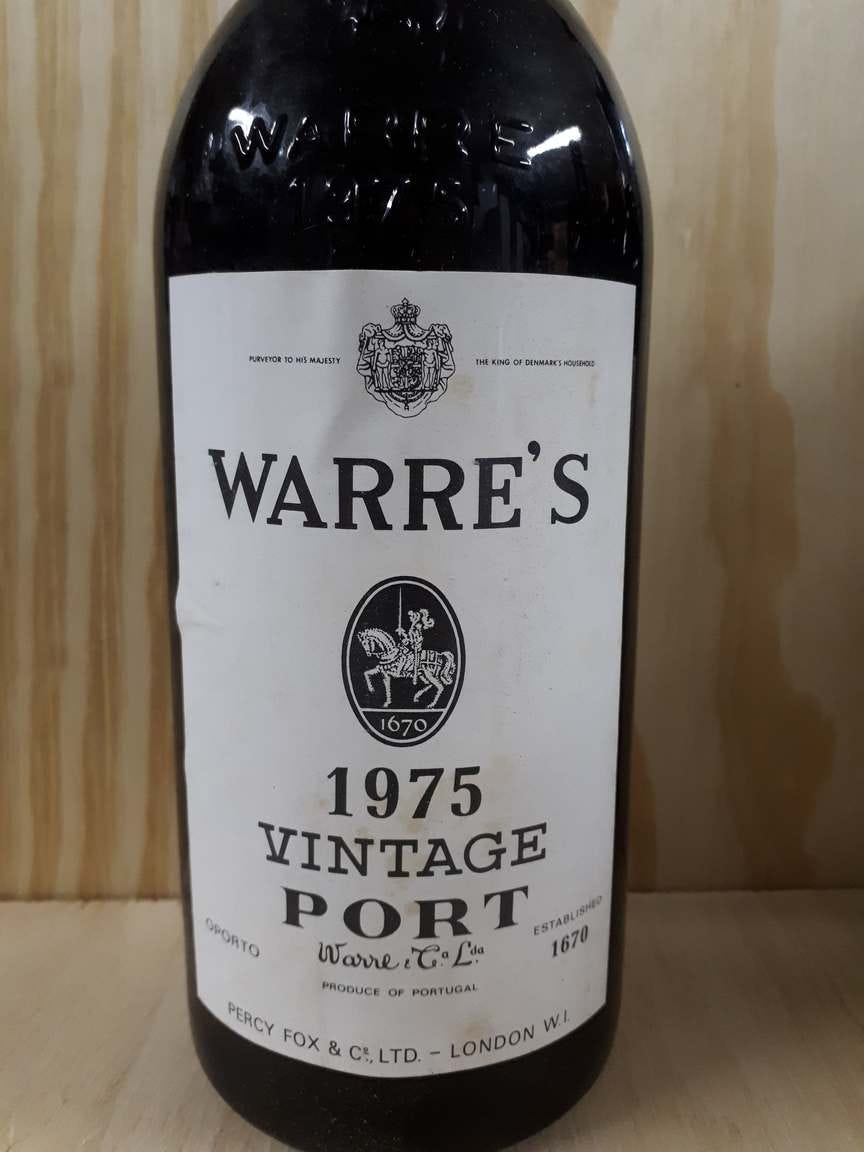 WARRE
1975
PURVEYOR TO HIS MAJESTY THE KING OF DENMARK'S HOUSEHOLD
WARRE'S
1670
1975
VINTAGE
PORT
OPORTO
Warre & Cª Lda
ESTABLISHED
1670
PRODUCE OF PORTUGAL
PERCY FOX & Cº., LTD. – LONDON W.I.